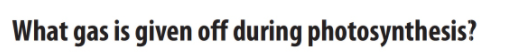 What gas is given off during photosynthesis?